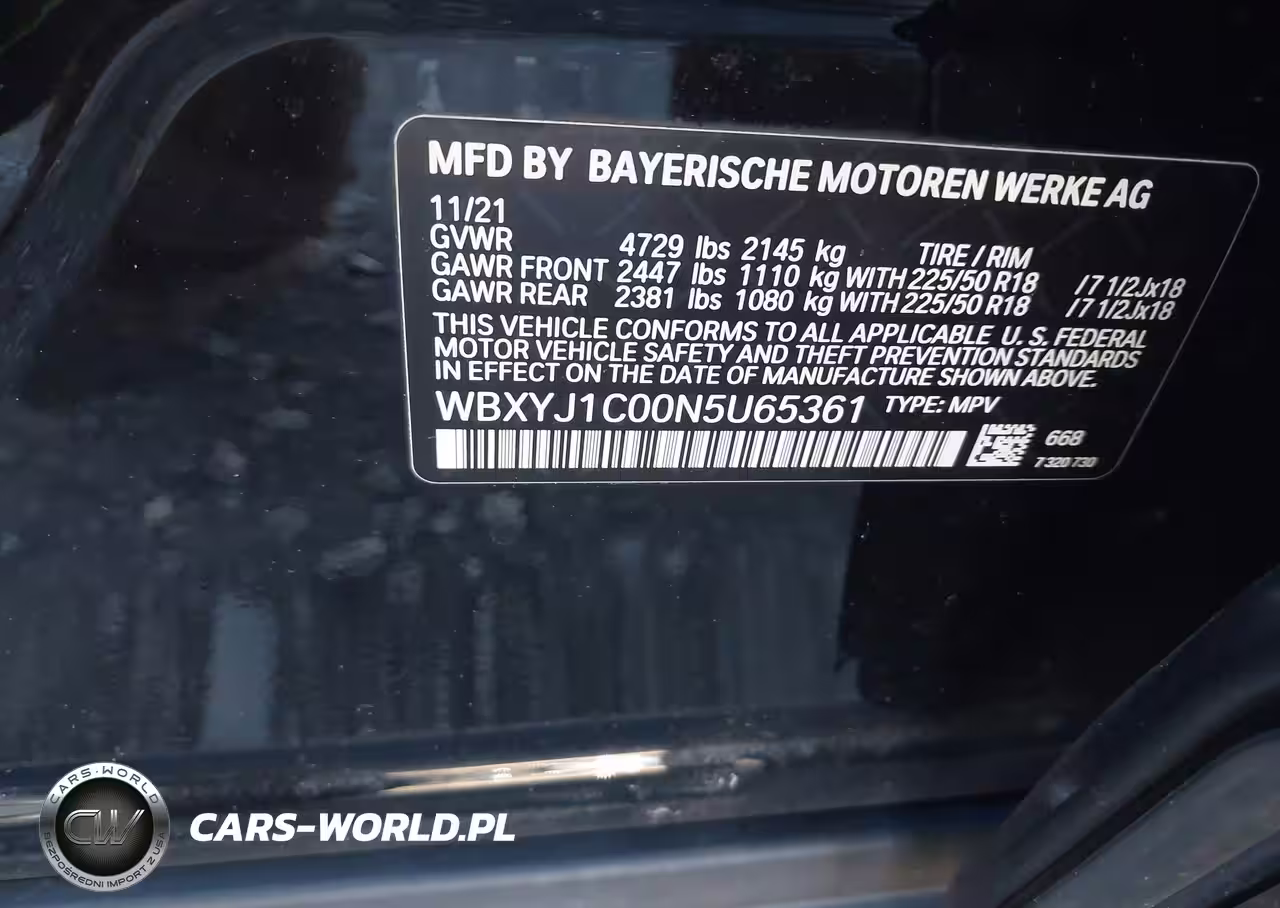 MFD BY BAYERISCHE MOTOREN WERKE AG
11/21
GVWR 4729 lbs 2145 kg TIRE / RIM
GAWR FRONT 2447 lbs 1110 kg WITH 225/50 R18 /7 1/2Jx18
GAWR REAR 2381 lbs 1080 kg WITH 225/50 R18 /7 1/2Jx18
THIS VEHICLE CONFORMS TO ALL APPLICABLE U. S. FEDERAL
MOTOR VEHICLE SAFETY AND THEFT PREVENTION STANDARDS
IN EFFECT ON THE DATE OF MANUFACTURE SHOWN ABOVE.
WBXYJ1C00N5U65361 TYPE: MPV
668
7 320 730
CARS-WORLD
CW
BEZPOŚREDNI IMPORT Z USA
CARS-WORLD.PL